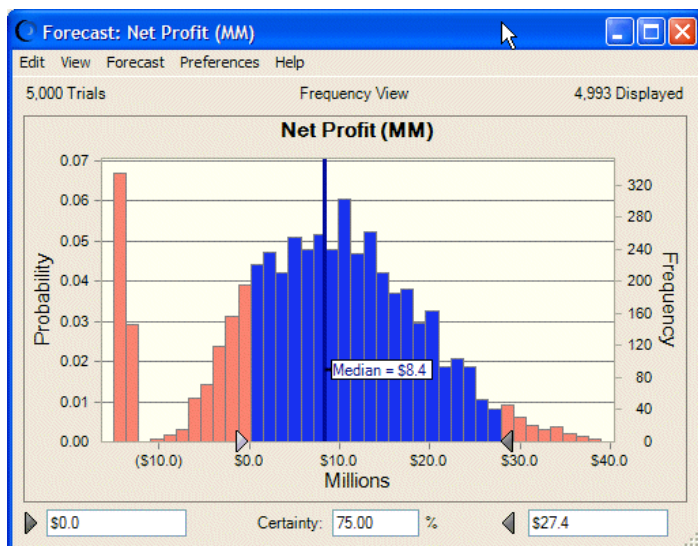 Forecast: Net Profit (MM)
Edit View Forecast Preferences Help
5,000 Trials Frequency View 4,993 Displayed
Net Profit (MM)
0.07
0.06 320
280
0.05 240
0.04 200
0.03 160
120
0.02 80
0.01 40
0.00 0
Probability
Frequency
Median = $8.4
($10.0) $0.0 $10.0 $20.0 $30.0 $40.0
Millions
$0.0 Certainty: 75.00 % $27.4